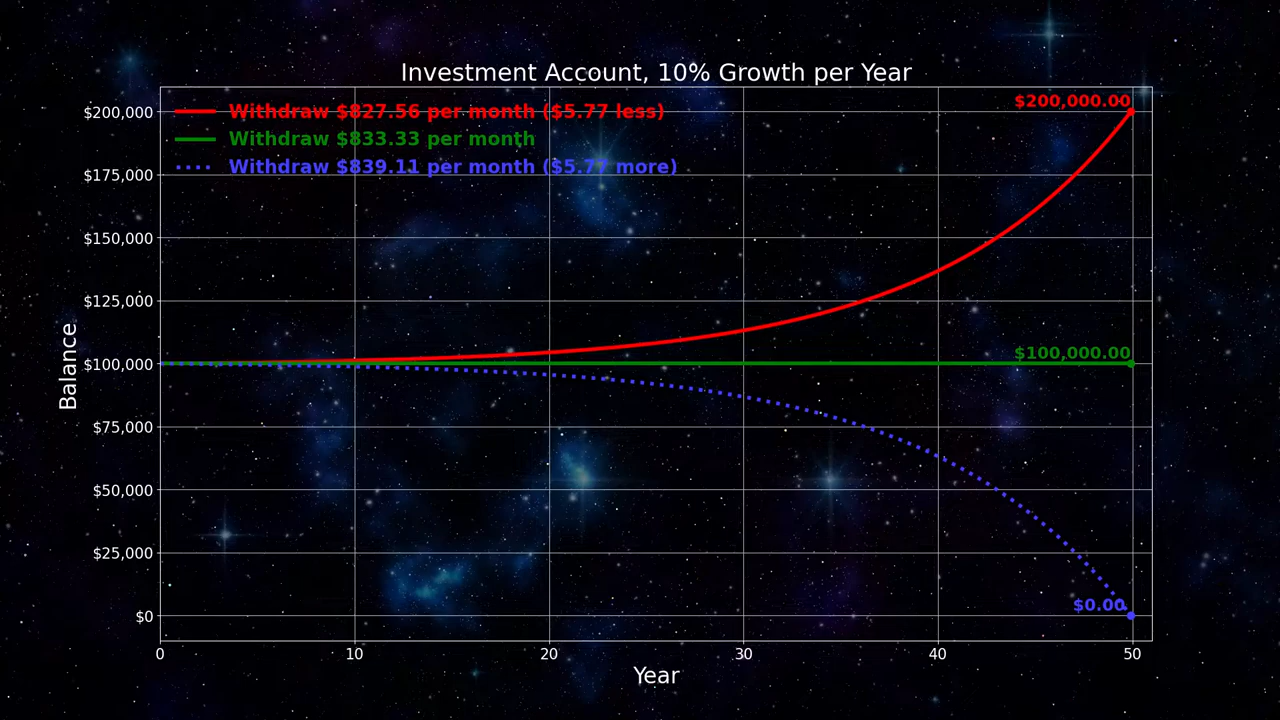 Investment Account, 10% Growth per Year
Withdraw $827.56 per month ($5.77 less)
Withdraw $833.33 per month
Withdraw $839.11 per month ($5.77 more)
$200,000.00
$100,000.00
$0.00
$200,000
$175,000
$150,000
$125,000
$100,000
$75,000
$50,000
$25,000
$0
Balance
0 10 20 30 40 50
Year